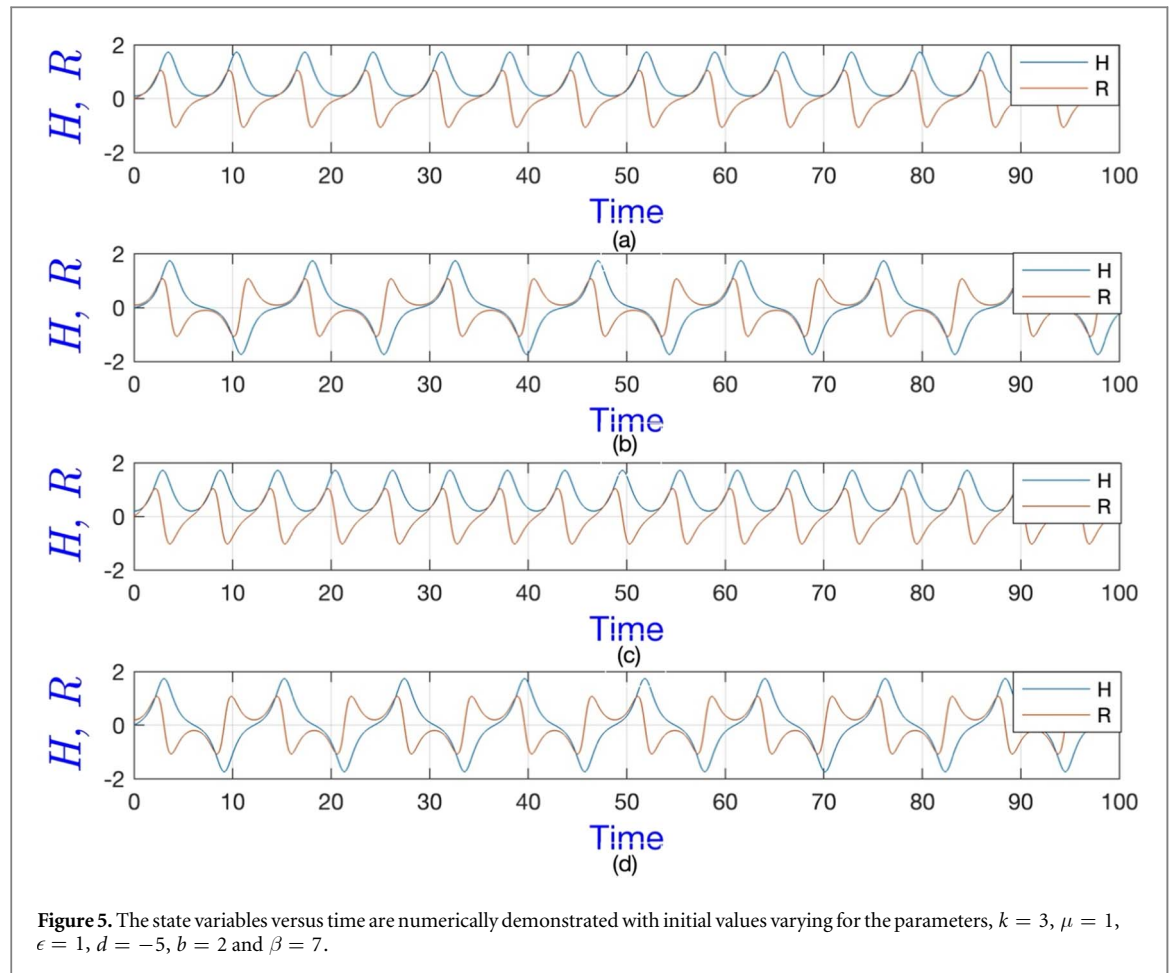 H, R
2
0
-2
H
R
0 10 20 30 40 50 60 70 80 90 100
Time
(a)
H, R
2
0
-2
H
R
0 10 20 30 40 50 60 70 80 90 100
Time
(b)
H, R
2
0
-2
H
R
0 10 20 30 40 50 60 70 80 90 100
Time
(c)
H, R
2
0
-2
H
R
0 10 20 30 40 50 60 70 80 90 100
Time
(d)
Figure 5. The state variables versus time are numerically demonstrated with initial values varying for the parameters, k = 3, μ = 1,
ϵ = 1, d = −5, b = 2 and β = 7.